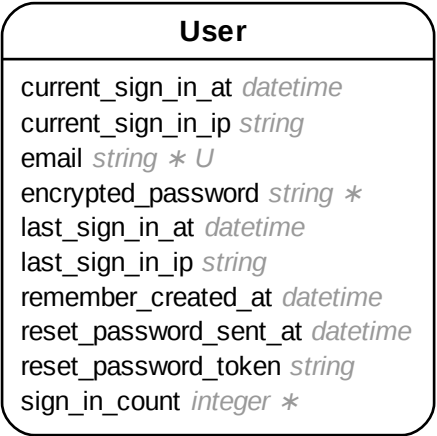 User
current_sign_in_at datetime
current_sign_in_ip string
email string ∗ U
encrypted_password string ∗
last_sign_in_at datetime
last_sign_in_ip string
remember_created_at datetime
reset_password_sent_at datetime
reset_password_token string
sign_in_count integer ∗